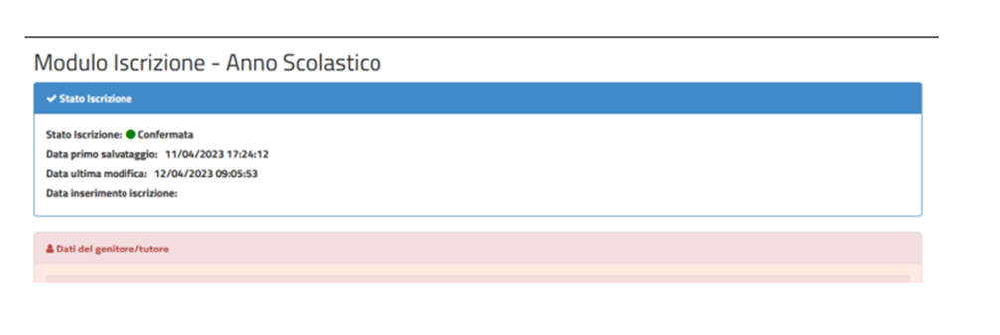 Modulo Iscrizione - Anno Scolastico
Stato Iscrizione
Stato Iscrizione: Confermata
Data primo salvataggio: 11/04/2023 17:24:12
Data ultima modifica: 12/04/2023 09:05:53
Data inserimento iscrizione:
Dati del genitore/tutore